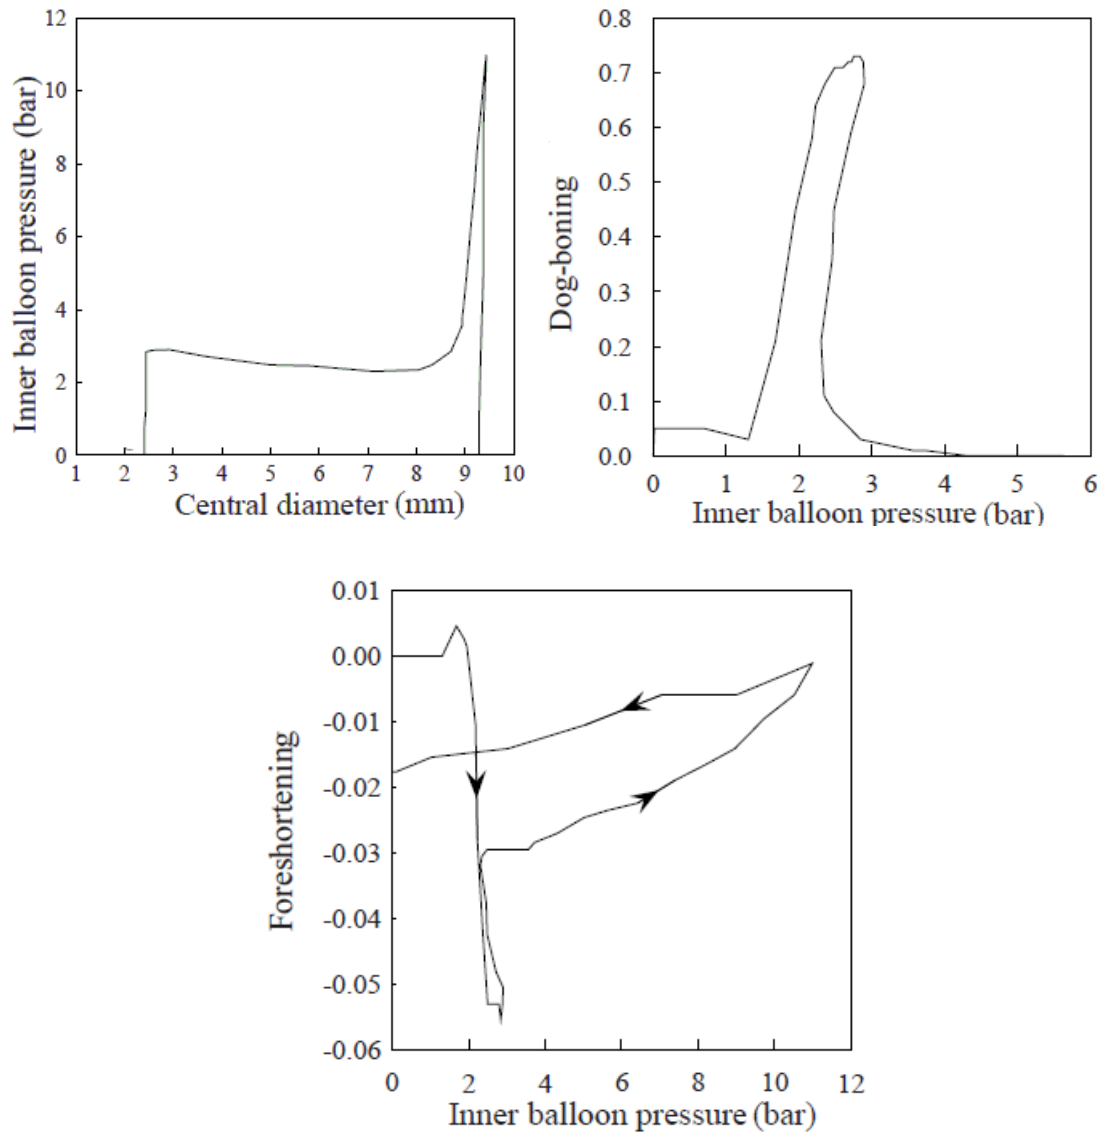 12
10
8
6
4
2
0
Inner balloon pressure (bar)
1 2 3 4 5 6 7 8 9 10
Central diameter (mm)
0.8
0.7
0.6
0.5
0.4
0.3
0.2
0.1
0.0
Dog-boning
0 1 2 3 4 5 6
Inner balloon pressure (bar)
0.01
0.00
-0.01
-0.02
-0.03
-0.04
-0.05
-0.06
Foreshortening
0 2 4 6 8 10 12
Inner balloon pressure (bar)